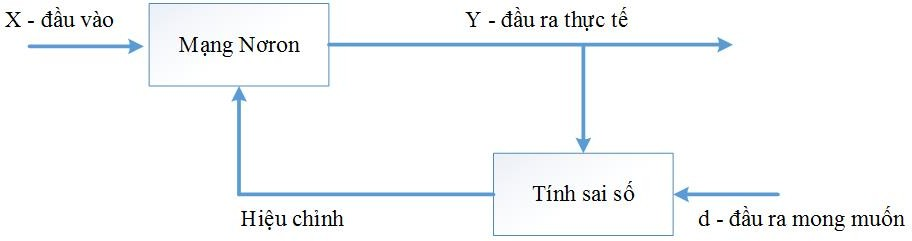 X - đầu vào
Y - đầu ra thực tế
Mạng Nơron
Tính sai số
Hiệu chỉnh
d - đầu ra mong muốn